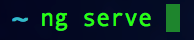 ~ ng serve